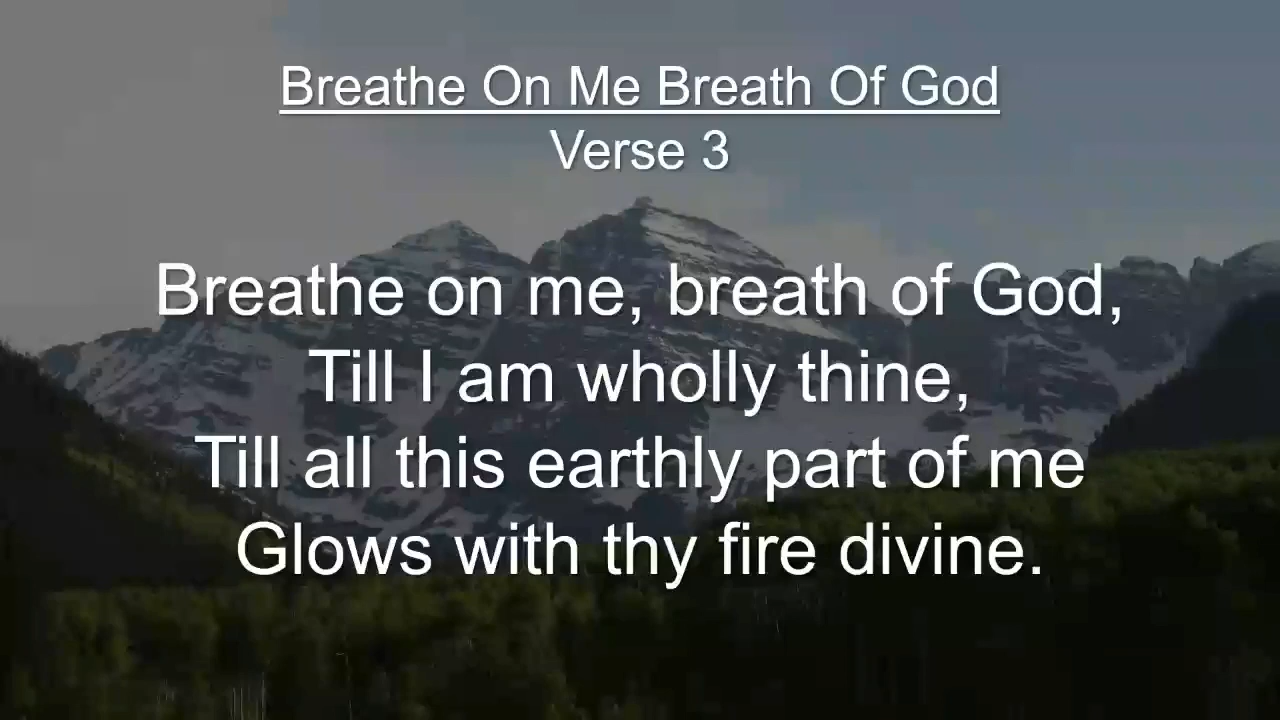 Breathe On Me Breath Of God
Verse 3
Breathe on me, breath of God,
Till I am wholly thine,
Till all this earthly part of me
Glows with thy fire divine.